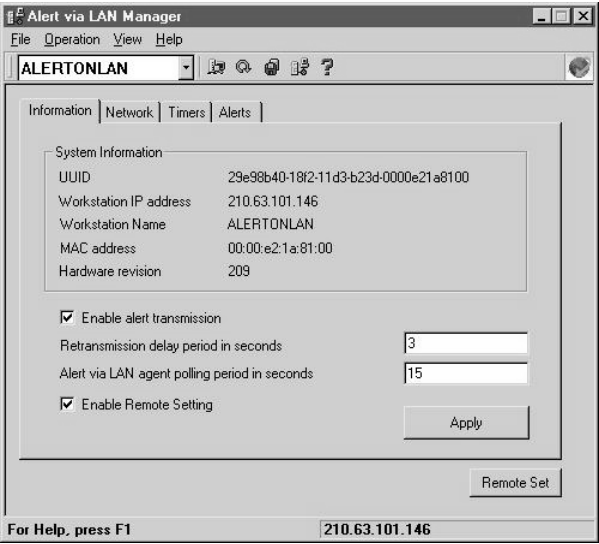 Alert via LAN Manager
File Operation View Help
ALERTONLAN
Information Network Timers Alerts
System Information
UUID 29e98b40-18f2-11d3-b23d-0000e21a8100
Workstation IP address 210.63.101.146
Workstation Name ALERTONLAN
MAC address 00:00:e2:1a:81:00
Hardware revision 209
Enable alert transmission
Retransmission delay period in seconds 3
Alert via LAN agent polling period in seconds 15
Enable Remote Setting
Apply
Remote Set
For Help, press F1 210.63.101.146